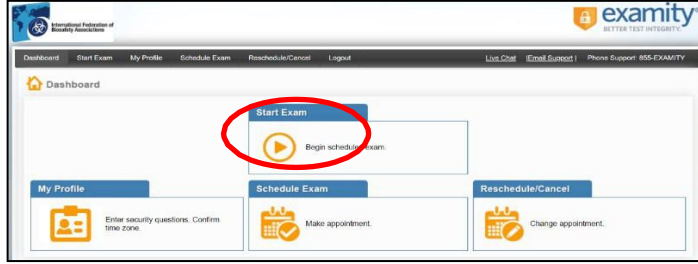 International Federation of
Biosafety Associations
examity
BETTER TEST INTEGRITY.
Dashboard Start Exam My Profile Schedule Exam Reschedule/Cancel Logout Live Chat |Email Support| Phone Support: 855-EXAMITY
Dashboard
Start Exam
Begin scheduled exam.
My Profile
Enter security questions. Confirm
time zone.
Schedule Exam
Make appointment.
Reschedule/Cancel
Change appointment.